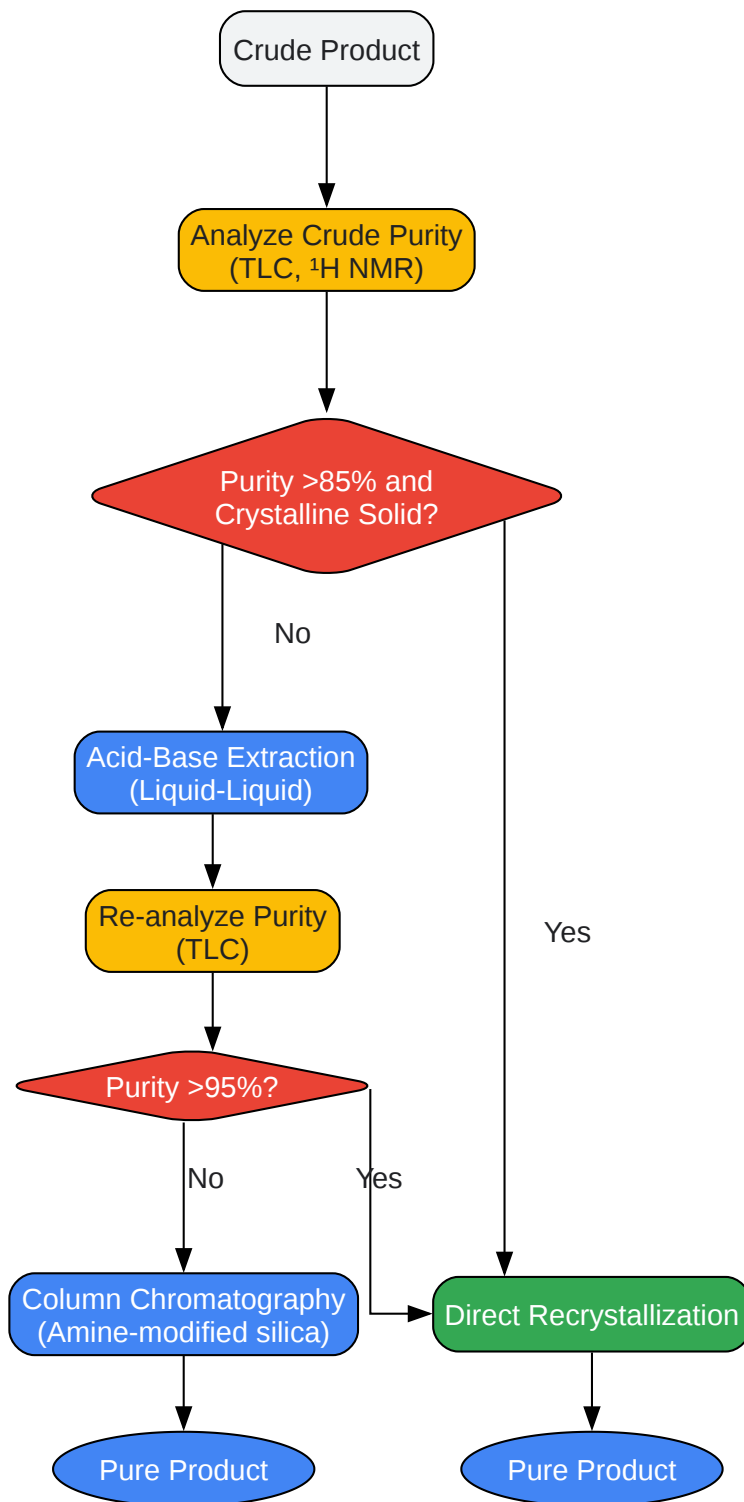 Crude Product
Analyze Crude Purity
(TLC, ¹H NMR)
Purity >85% and
Crystalline Solid?
No
Acid-Base Extraction
(Liquid-Liquid)
Re-analyze Purity
(TLC)
Yes
Purity >95%?
No
Yes
Column Chromatography
(Amine-modified silica)
Direct Recrystallization
Pure Product
Pure Product